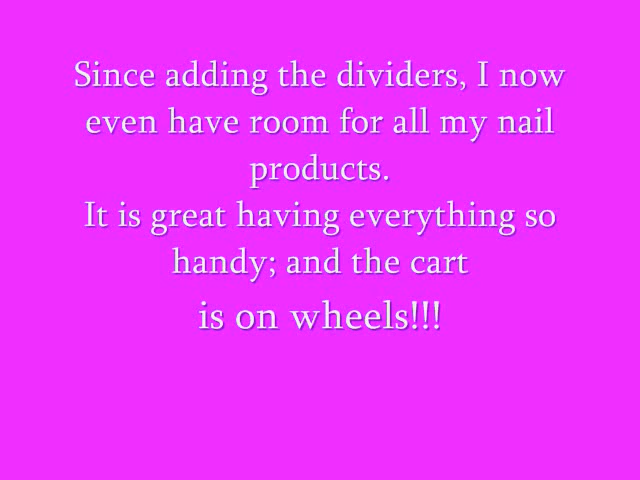 Since adding the dividers, I now
even have room for all my nail
products.
It is great having everything so
handy; and the cart
is on wheels!!!